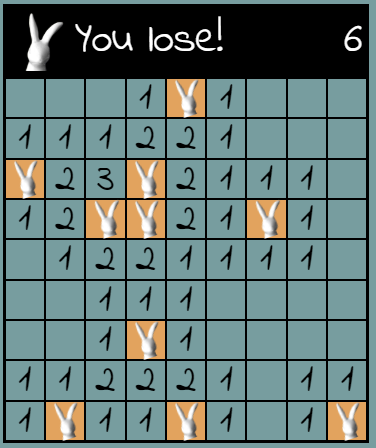 You lose! 6
1 1
1 1 1 2 2 1
2 3 2 1 1 1
1 2 2 1 1
1 2 2 1 1 1 1
1 1 1
1 1
1 1 2 2 2 1 1 1
1 1 1 1 1